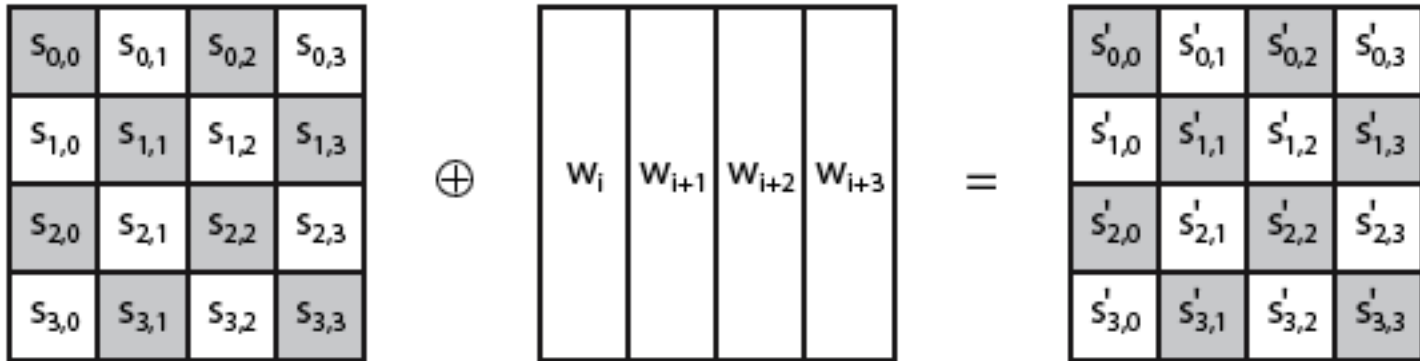 s0,0 s0,1 s0,2 s0,3 s'0,0 s'0,1 s'0,2 s'0,3
s1,0 s1,1 s1,2 s1,3 ⊕ wi wi+1 wi+2 wi+3 = s'1,0 s'1,1 s'1,2 s'1,3
s2,0 s2,1 s2,2 s2,3 s'2,0 s'2,1 s'2,2 s'2,3
s3,0 s3,1 s3,2 s3,3 s'3,0 s'3,1 s'3,2 s'3,3